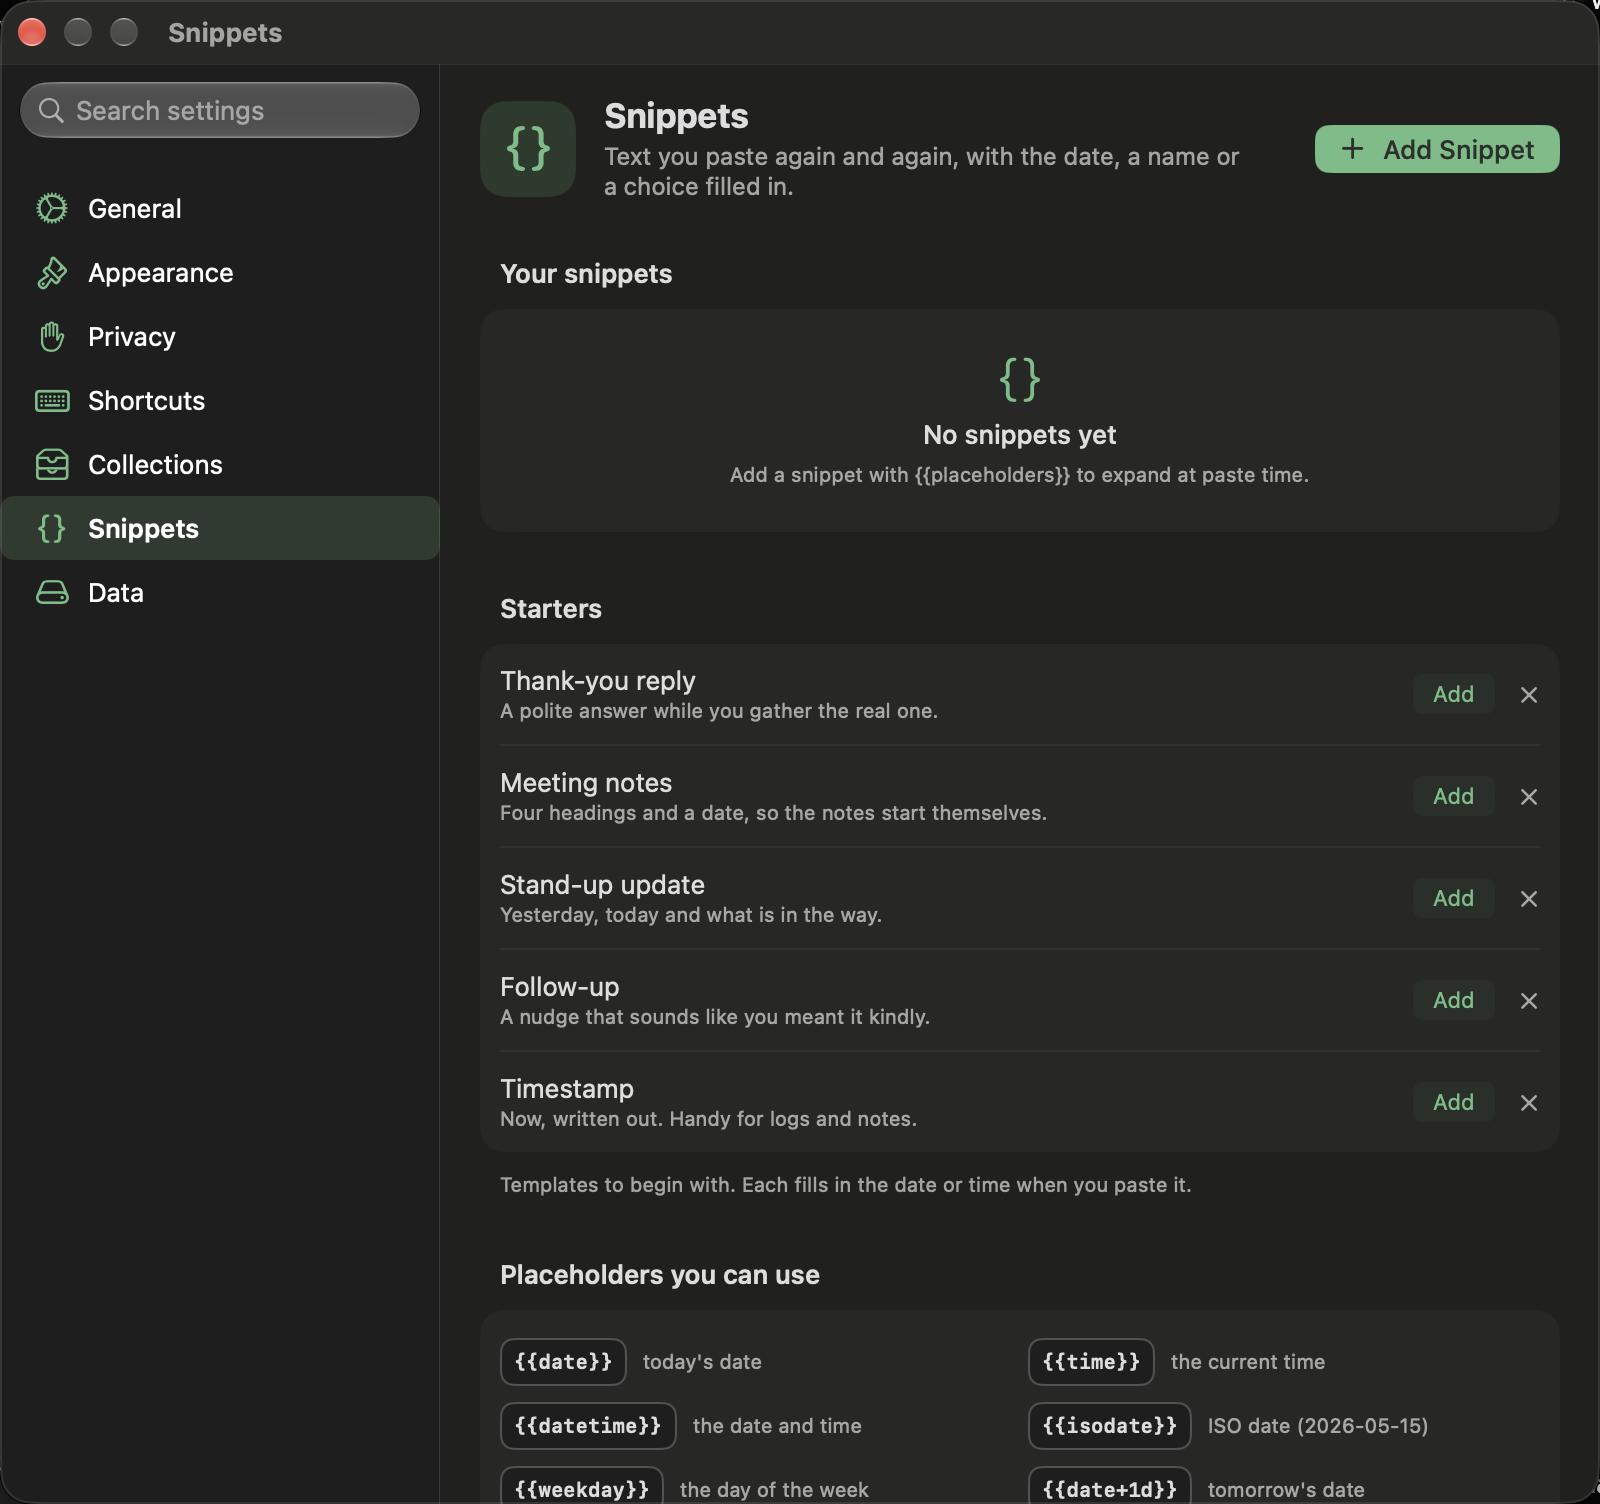 Snippets
Search settings
General
Appearance
Privacy
Shortcuts
Collections
Snippets
Data
Snippets
Text you paste again and again, with the date, a name or
a choice filled in.
Add Snippet
Your snippets
No snippets yet
Add a snippet with {{placeholders}} to expand at paste time.
Starters
Thank-you reply
A polite answer while you gather the real one.
Add
Meeting notes
Four headings and a date, so the notes start themselves.
Add
Stand-up update
Yesterday, today and what is in the way.
Add
Follow-up
A nudge that sounds like you meant it kindly.
Add
Timestamp
Now, written out. Handy for logs and notes.
Add
Templates to begin with. Each fills in the date or time when you paste it.
Placeholders you can use
{{date}} today's date
{{time}} the current time
{{datetime}} the date and time
{{isodate}} ISO date (2026-05-15)
{{weekday}} the day of the week
{{date+1d}} tomorrow's date